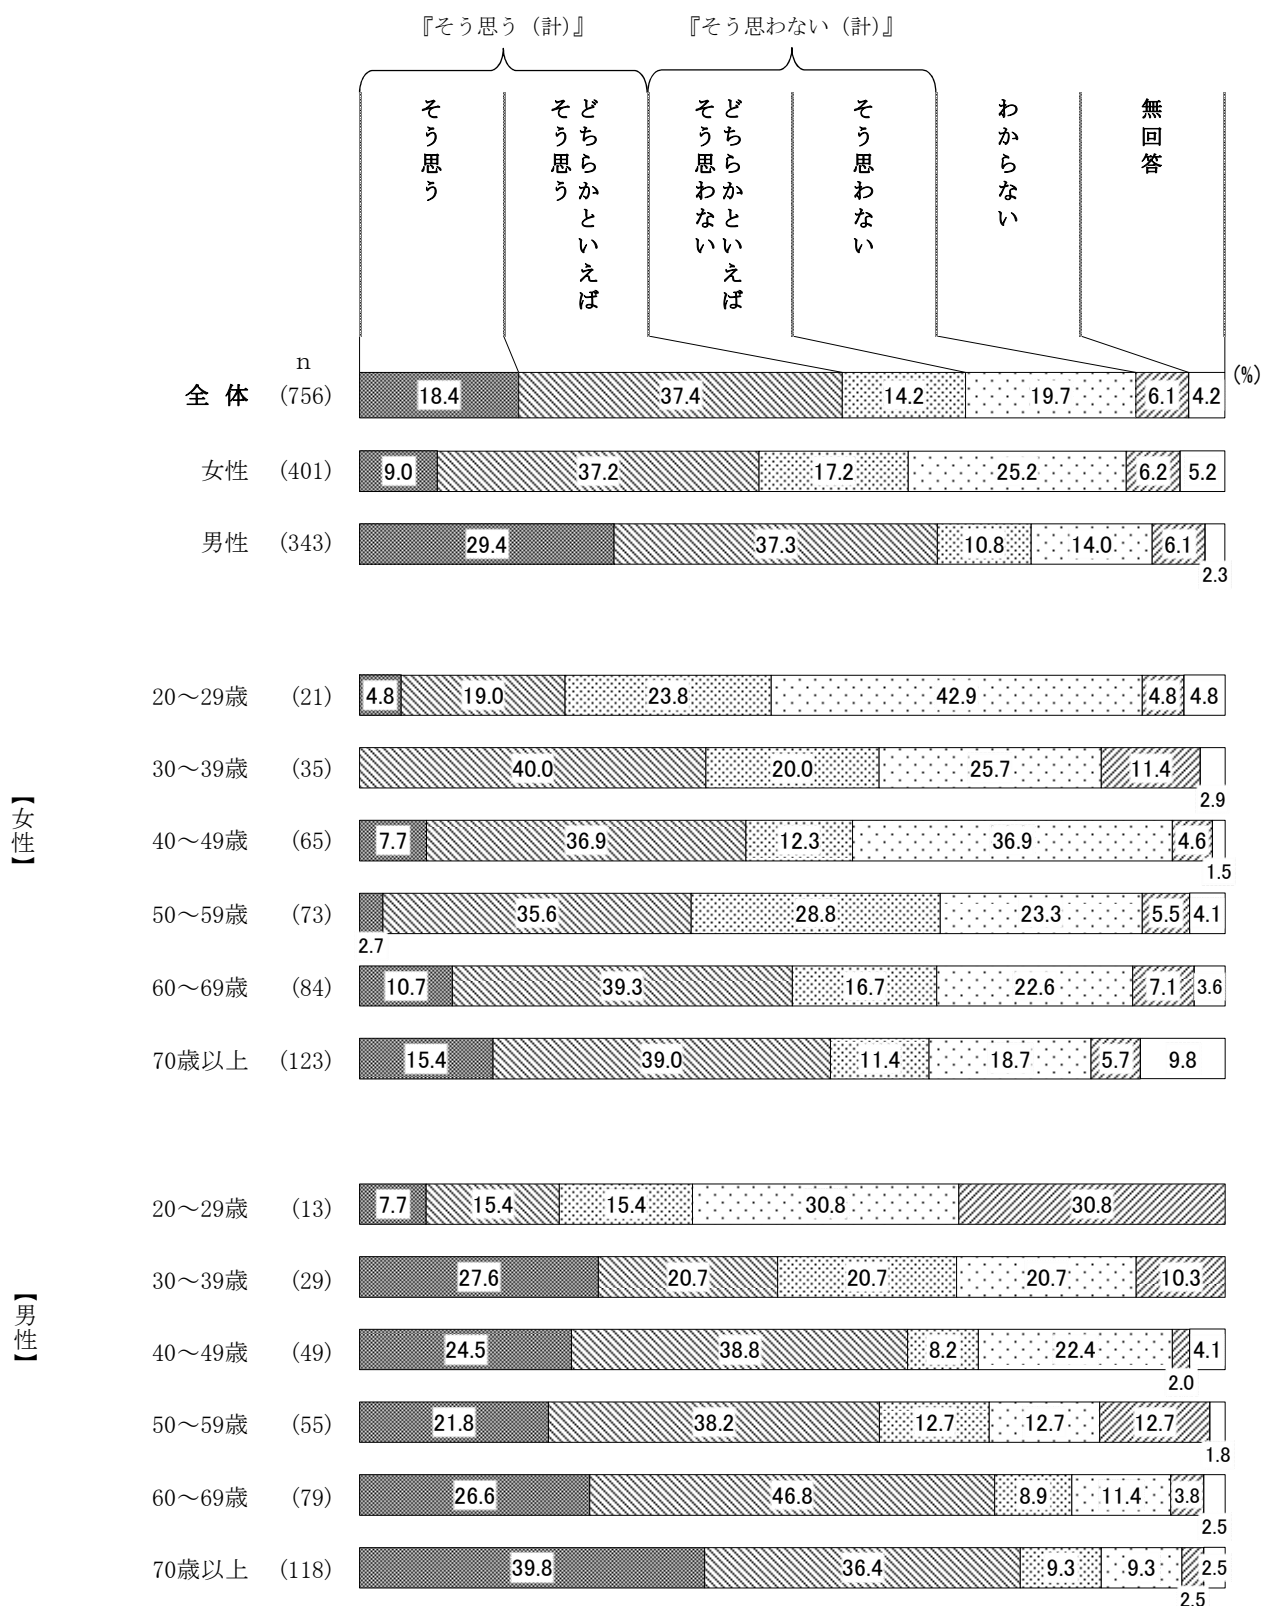 『そう思う（計）』 『そう思わない（計）』
そう思う
どちらかといえば
そう思う
どちらかといえば
そう思わない
そう思わない
わからない
無回答
n
(%)
全 体 (756) 18.4 37.4 14.2 19.7 6.1 4.2
女性 (401) 9.0 37.2 17.2 25.2 6.2 5.2
男性 (343) 29.4 37.3 10.8 14.0 6.1 2.3
【女性】
20～29歳 (21) 4.8 19.0 23.8 42.9 4.8 4.8
30～39歳 (35) 40.0 20.0 25.7 11.4 2.9
40～49歳 (65) 7.7 36.9 12.3 36.9 4.6 1.5
50～59歳 (73) 2.7 35.6 28.8 23.3 5.5 4.1
60～69歳 (84) 10.7 39.3 16.7 22.6 7.1 3.6
70歳以上 (123) 15.4 39.0 11.4 18.7 5.7 9.8
【男性】
20～29歳 (13) 7.7 15.4 15.4 30.8 30.8
30～39歳 (29) 27.6 20.7 20.7 20.7 10.3
40～49歳 (49) 24.5 38.8 8.2 22.4 2.0 4.1
50～59歳 (55) 21.8 38.2 12.7 12.7 12.7 1.8
60～69歳 (79) 26.6 46.8 8.9 11.4 3.8 2.5
70歳以上 (118) 39.8 36.4 9.3 9.3 2.5 2.5